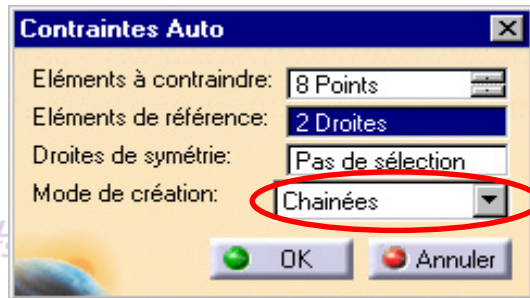 Contraintes Auto
Eléments à contraindre: 8 Points
Eléments de référence: 2 Droites
Droites de symétrie: Pas de sélection
Mode de création: Chainées
OK Annuler